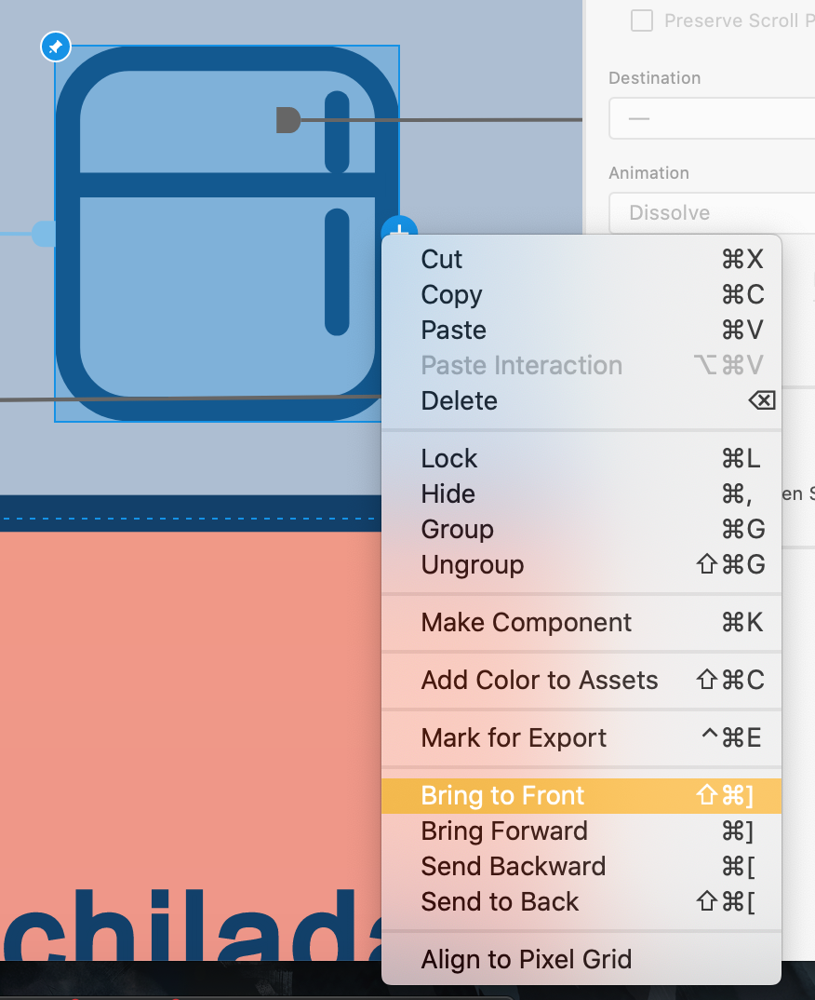 Preserve Scroll P
Destination
—
Animation
Dissolve
Cut ⌘X
Copy ⌘C
Paste ⌘V
Paste Interaction ⌥⌘V
Delete ⌫
Lock ⌘L
Hide ⌘,
en S
Group ⌘G
Ungroup ⇧⌘G
Make Component ⌘K
Add Color to Assets ⇧⌘C
Mark for Export ^⌘E
Bring to Front ⇧⌘]
Bring Forward ⌘]
Send Backward ⌘[
Send to Back ⇧⌘[
chilada
Align to Pixel Grid